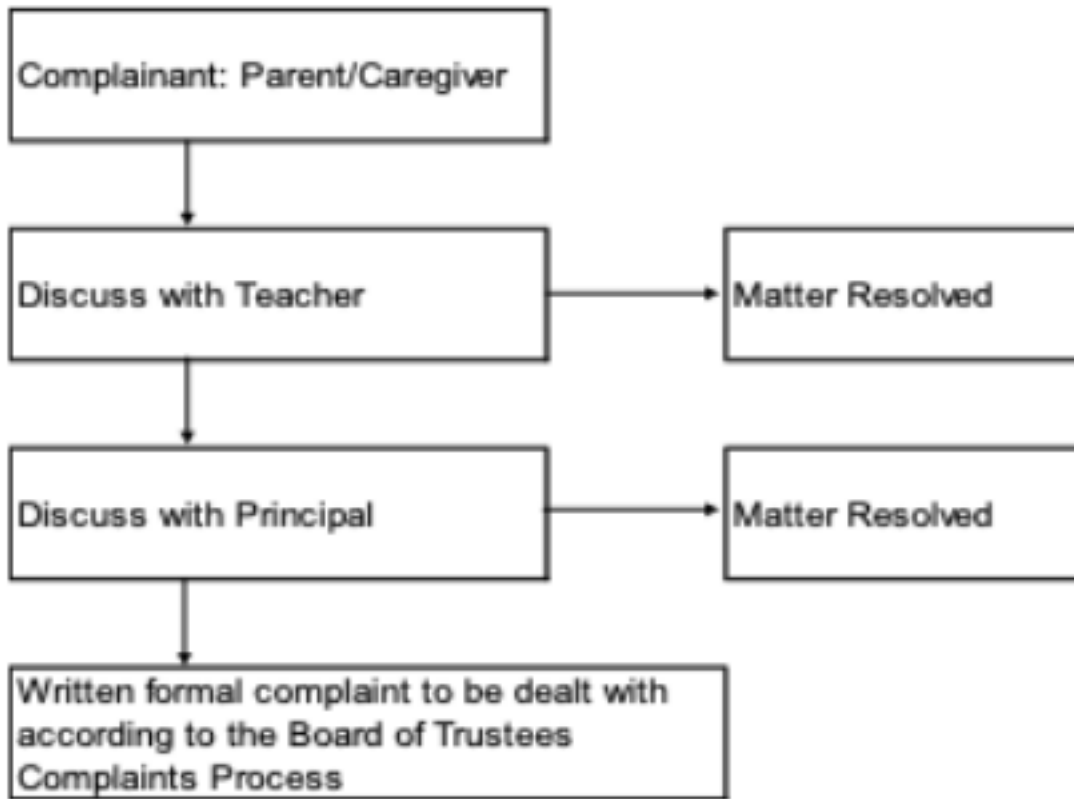 Complainant: Parent/Caregiver
Discuss with Teacher
Matter Resolved
Discuss with Principal
Matter Resolved
Written formal complaint to be dealt with
according to the Board of Trustees
Complaints Process